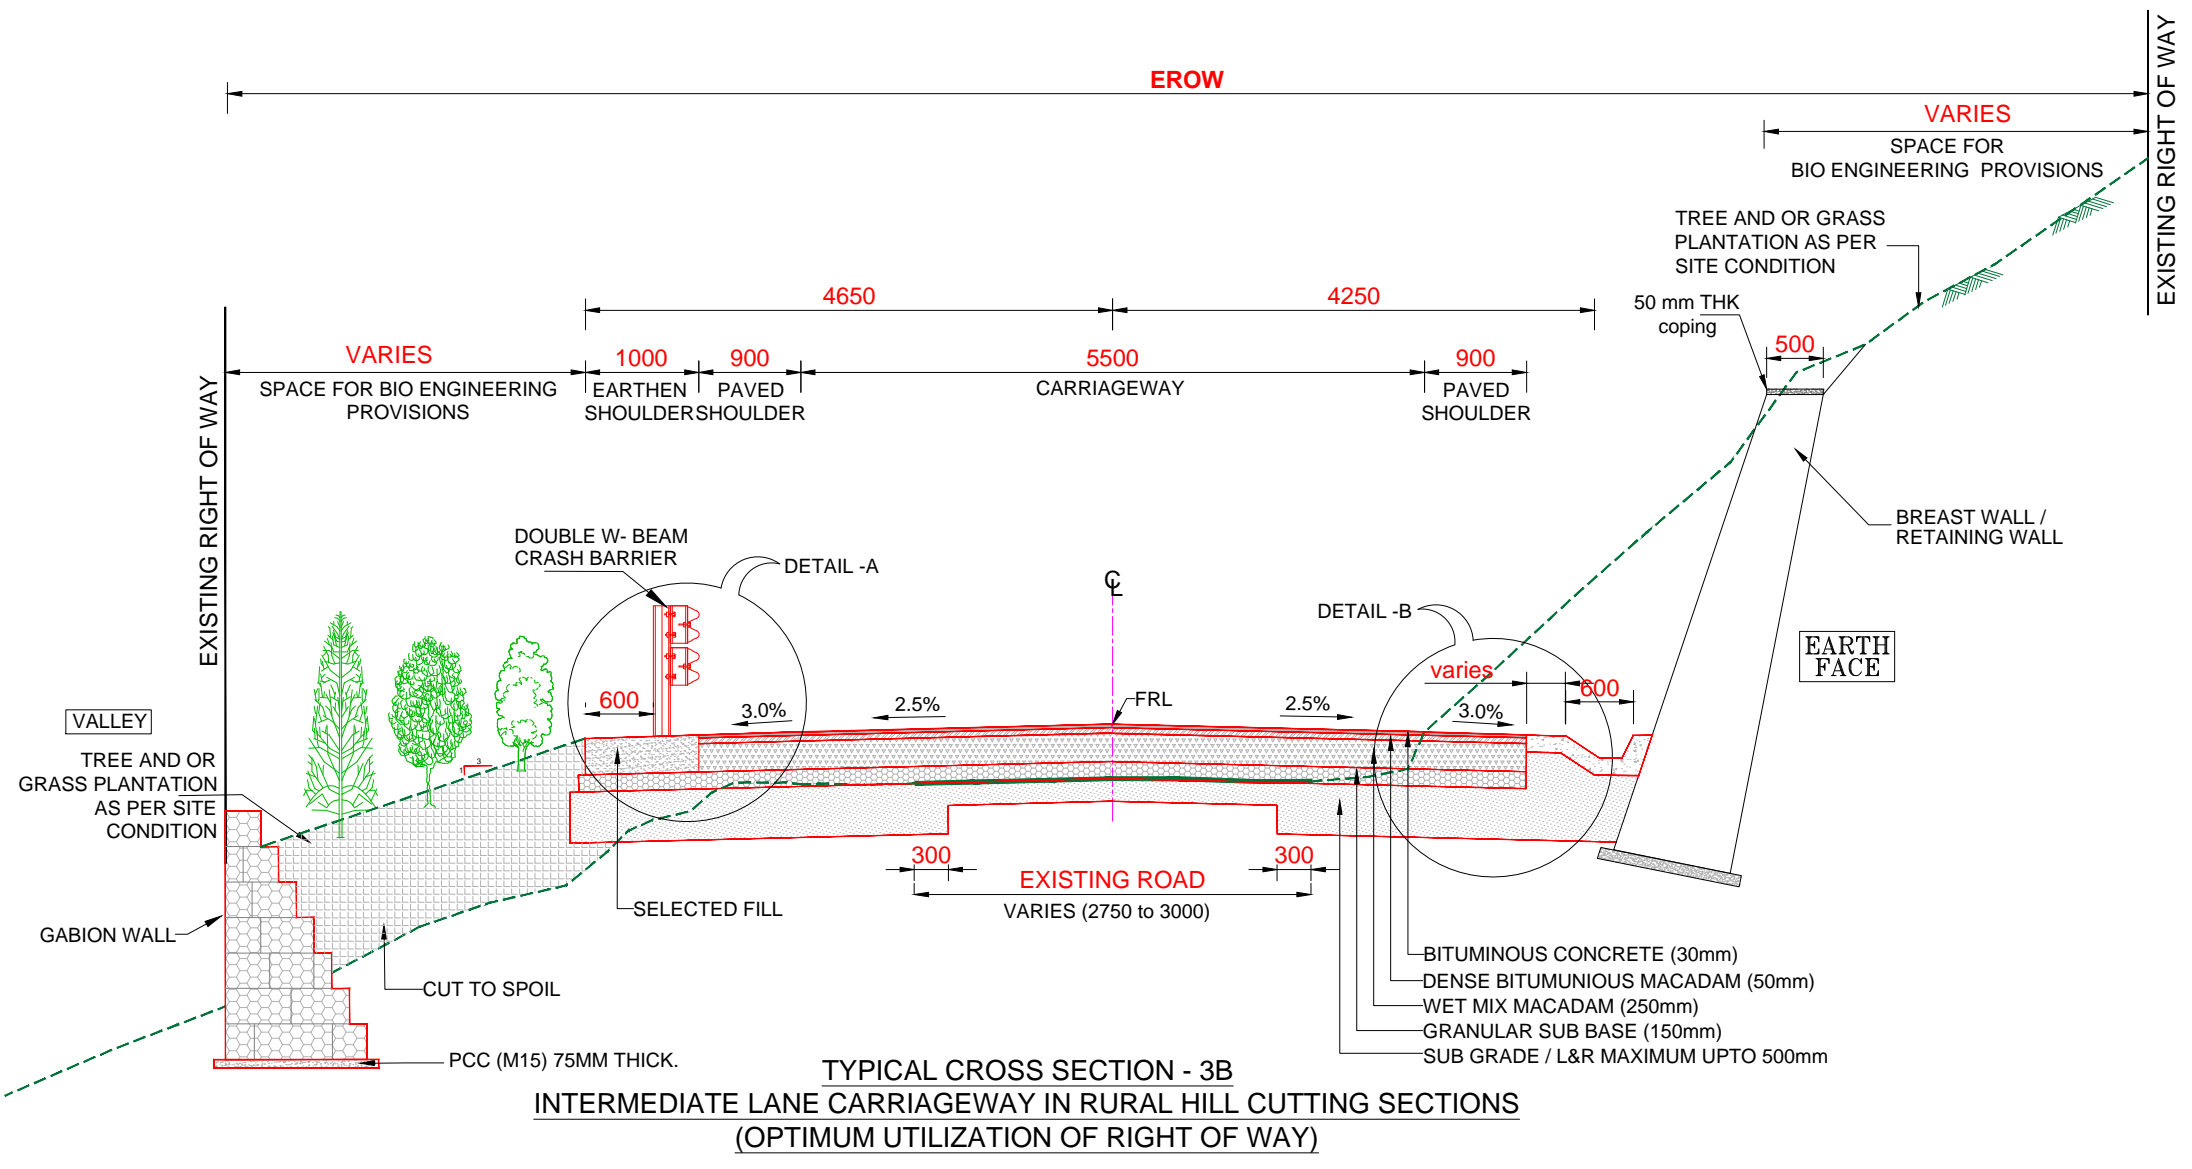 EROW
EXISTING RIGHT OF WAY
VARIES
SPACE FOR
BIO ENGINEERING PROVISIONS
TREE AND OR GRASS
PLANTATION AS PER
SITE CONDITION
4650
4250
50 mm THK
coping
500
VARIES
SPACE FOR BIO ENGINEERING
PROVISIONS
1000
EARTHEN
SHOULDER
900
PAVED
SHOULDER
5500
CARRIAGEWAY
900
PAVED
SHOULDER
EXISTING RIGHT OF WAY
BREAST WALL /
RETAINING WALL
DOUBLE W- BEAM
CRASH BARRIER
DETAIL -A
CL
DETAIL -B
EARTH
FACE
varies
600
600
3.0%
2.5%
FRL
2.5%
3.0%
VALLEY
TREE AND OR
GRASS PLANTATION
AS PER SITE
CONDITION
1
3
300
300
EXISTING ROAD
VARIES (2750 to 3000)
SELECTED FILL
GABION WALL
CUT TO SPOIL
BITUMINOUS CONCRETE (30mm)
DENSE BITUMUNIOUS MACADAM (50mm)
WET MIX MACADAM (250mm)
GRANULAR SUB BASE (150mm)
SUB GRADE / L&R MAXIMUM UPTO 500mm
PCC (M15) 75MM THICK.
TYPICAL CROSS SECTION - 3B
INTERMEDIATE LANE CARRIAGEWAY IN RURAL HILL CUTTING SECTIONS
(OPTIMUM UTILIZATION OF RIGHT OF WAY)